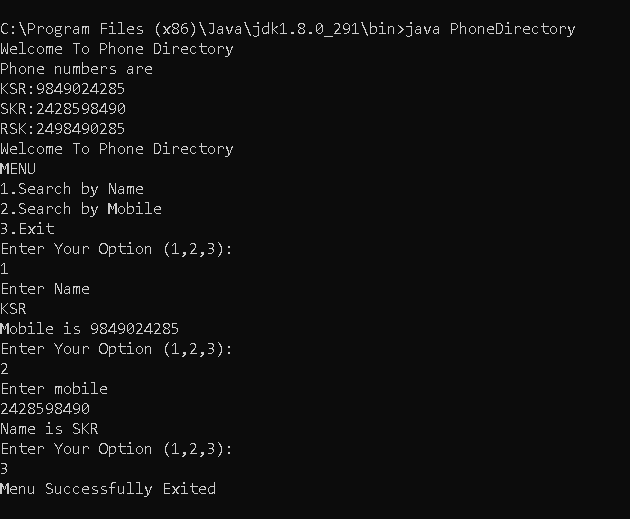 C:\Program Files (x86)\Java\jdk1.8.0_291\bin>java PhoneDirectory
Welcome To Phone Directory
Phone numbers are
KSR:9849024285
SKR:2428598490
RSK:2498490285
Welcome To Phone Directory
MENU
1.Search by Name
2.Search by Mobile
3.Exit
Enter Your Option (1,2,3):
1
Enter Name
KSR
Mobile is 9849024285
Enter Your Option (1,2,3):
2
Enter mobile
2428598490
Name is SKR
Enter Your Option (1,2,3):
3
Menu Successfully Exited